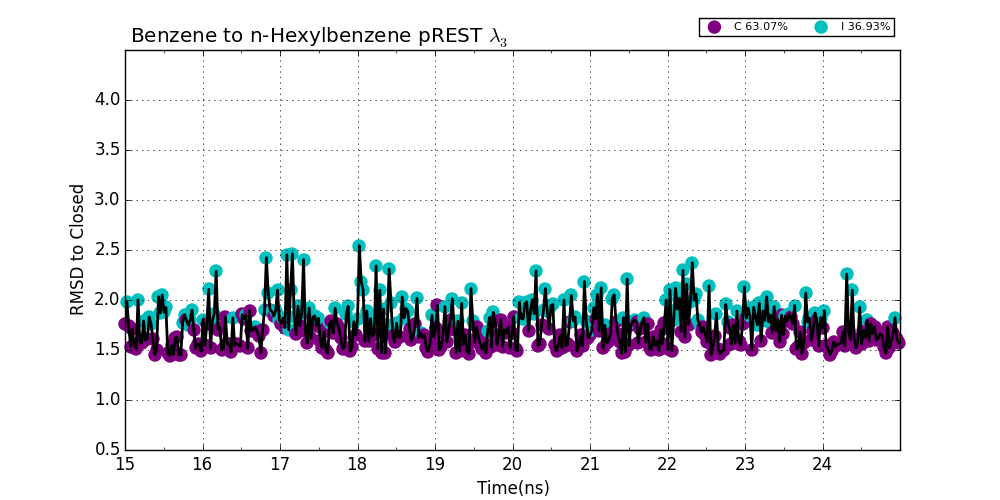 Benzene to n-Hexylbenzene pREST λ₃
C 63.07% I 36.93%
4.0
3.5
3.0
2.5
2.0
1.5
1.0
0.5
RMSD to Closed
15 16 17 18 19 20 21 22 23 24
Time(ns)